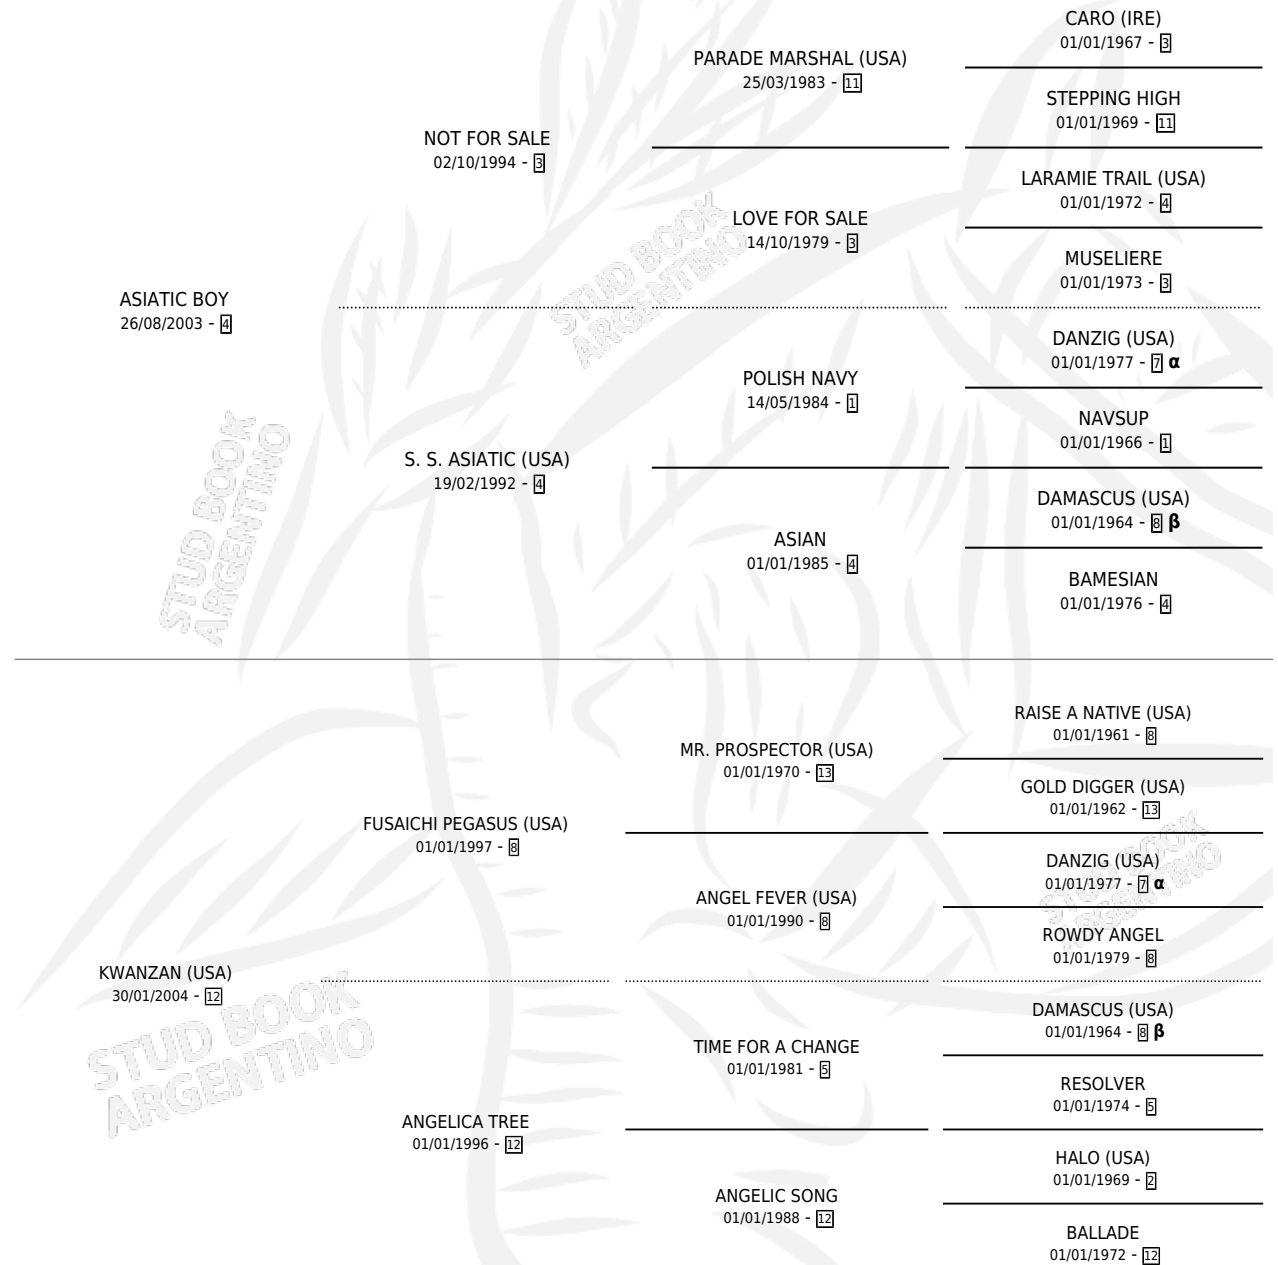 CARO (IRE)
01/01/1967 - 3
PARADE MARSHAL (USA)
25/03/1983 - 11
STEPPING HIGH
01/01/1969 - 11
NOT FOR SALE
02/10/1994 - 3
LARAMIE TRAIL (USA)
01/01/1972 - 4
LOVE FOR SALE
14/10/1979 - 3
MUSELIERE
01/01/1973 - 3
ASIATIC BOY
26/08/2003 - 4
DANZIG (USA)
01/01/1977 - 7 α
POLISH NAVY
14/05/1984 - 1
NAVSUP
01/01/1966 - 1
S. S. ASIATIC (USA)
19/02/1992 - 4
DAMASCUS (USA)
01/01/1964 - 8 β
ASIAN
01/01/1985 - 4
BAMESIAN
01/01/1976 - 4
RAISE A NATIVE (USA)
01/01/1961 - 8
MR. PROSPECTOR (USA)
01/01/1970 - 13
GOLD DIGGER (USA)
01/01/1962 - 13
FUSAICHI PEGASUS (USA)
01/01/1997 - 8
DANZIG (USA)
01/01/1977 - 7 α
ANGEL FEVER (USA)
01/01/1990 - 8
ROWDY ANGEL
01/01/1979 - 8
KWANZAN (USA)
30/01/2004 - 12
DAMASCUS (USA)
01/01/1964 - 8 β
TIME FOR A CHANGE
01/01/1981 - 5
RESOLVER
01/01/1974 - 5
ANGELICA TREE
01/01/1996 - 12
HALO (USA)
01/01/1969 - 2
ANGELIC SONG
01/01/1988 - 12
BALLADE
01/01/1972 - 12
STUD BOOK
ARGENTINO
STUD BOOK
ARGENTINO
STUD BOOK
ARGENTINO
STUD BOOK
ARGENTINO